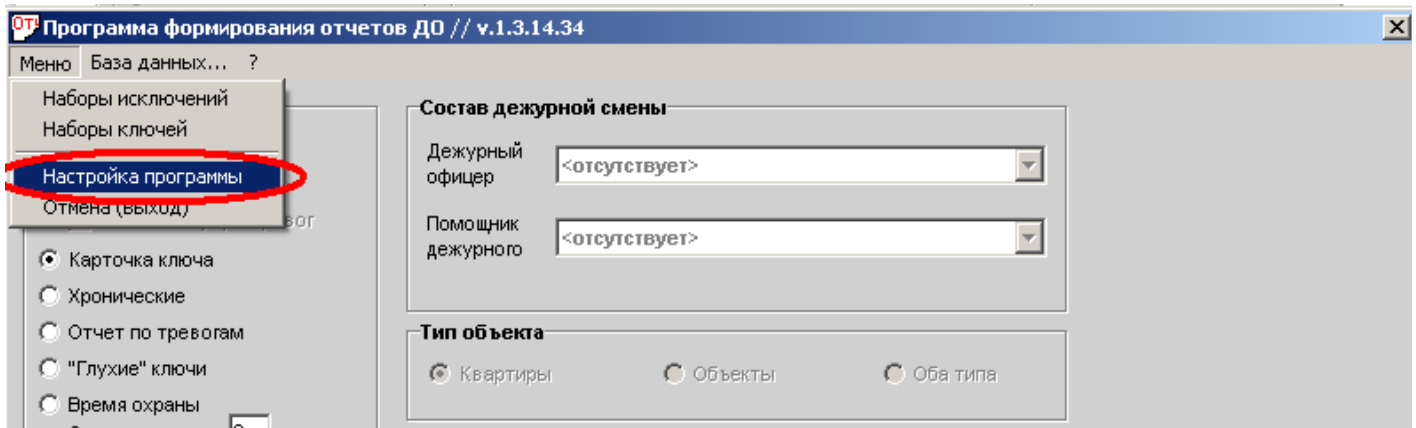 ОТ! Программа формирования отчетов ДО // v.1.3.14.34
Меню База данных... ?
Наборы исключений
Наборы ключей
Настройка программы
Отмена (выход)
Карточка ключа
Хронические
Отчет по тревогам
"Глухие" ключи
Время охраны
Состав дежурной смены
Дежурный
офицер
<отсутствует>
Помощник
дежурного
<отсутствует>
Тип объекта
Квартиры Объекты Оба типа